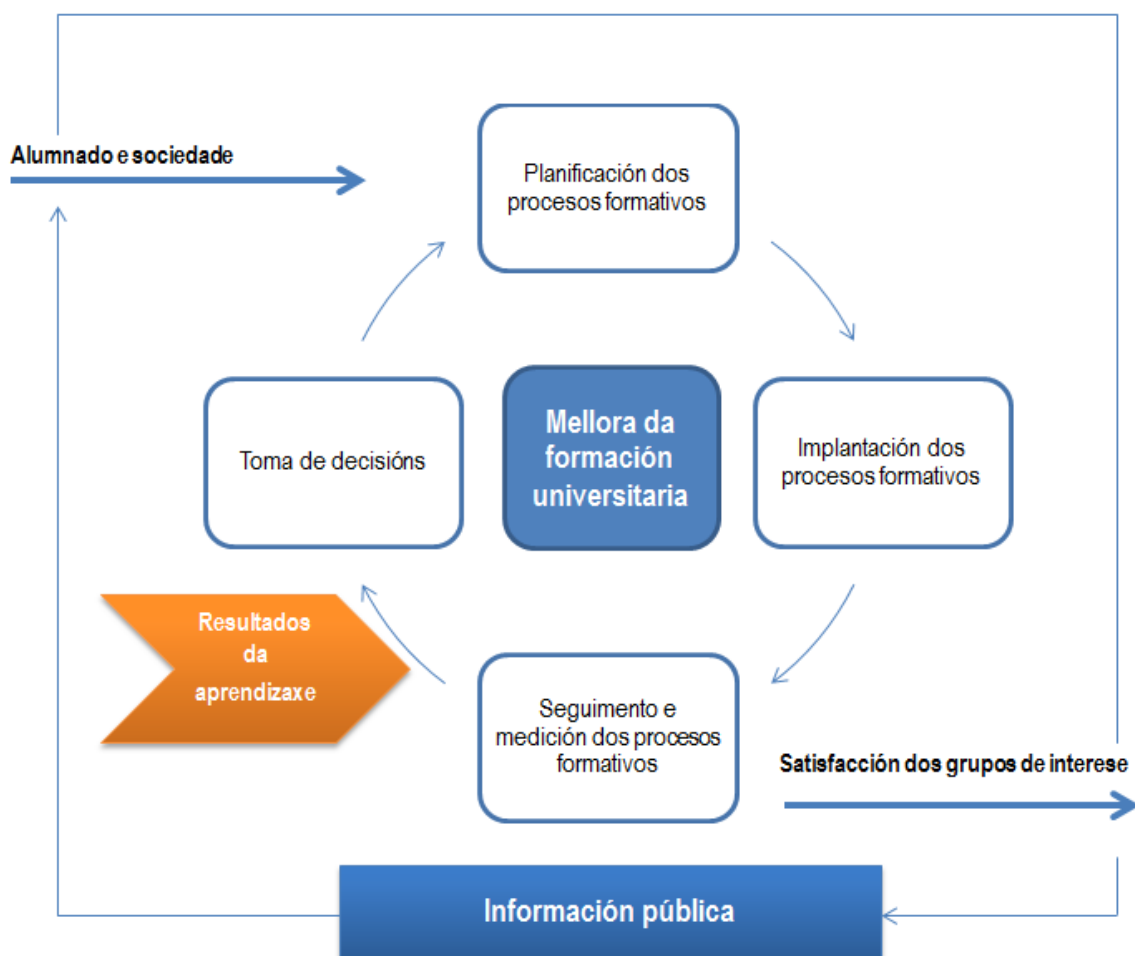 Alumnado e sociedade
Planificación dos
procesos formativos
Toma de decisións
Mellora da
formación
universitaria
Implantación dos
procesos formativos
Resultados
da
aprendizaxe
Seguimento e
medición dos procesos
formativos
Satisfacción dos grupos de interese
Información pública